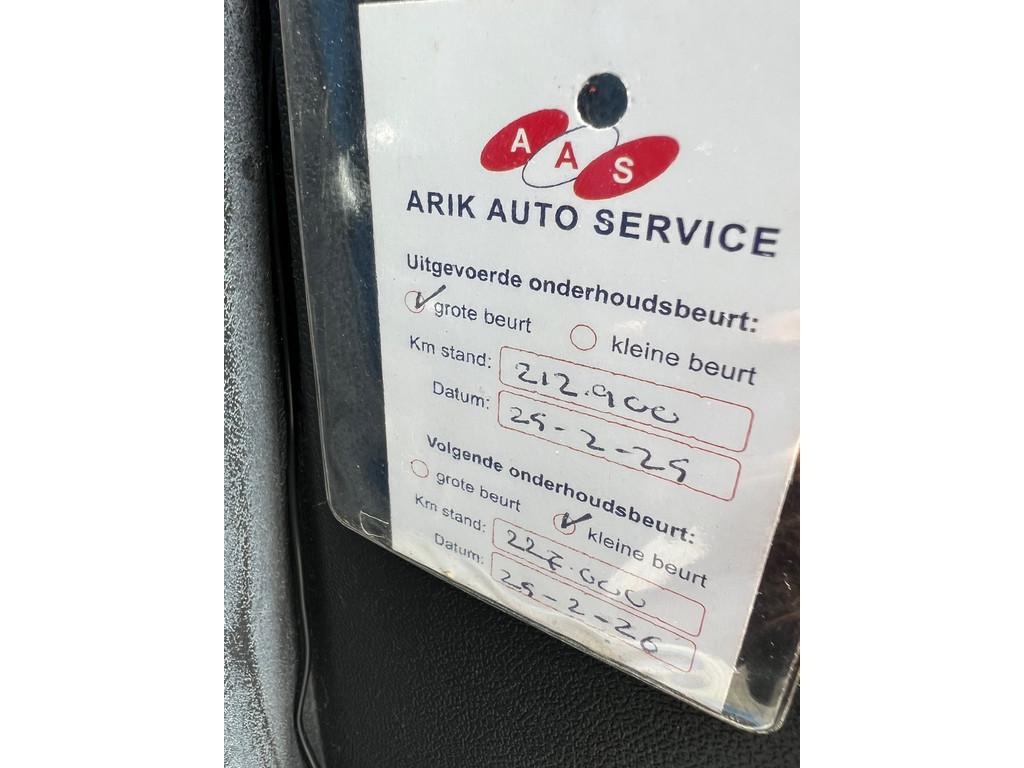 A A S
ARIK AUTO SERVICE
Uitgevoerde onderhoudsbeurt:
grote beurt kleine beurt
Km stand: 212.900
Datum: 25-2-25
Volgende onderhoudsbeurt:
grote beurt kleine beurt
Km stand: 227.000
Datum: 25-2-26